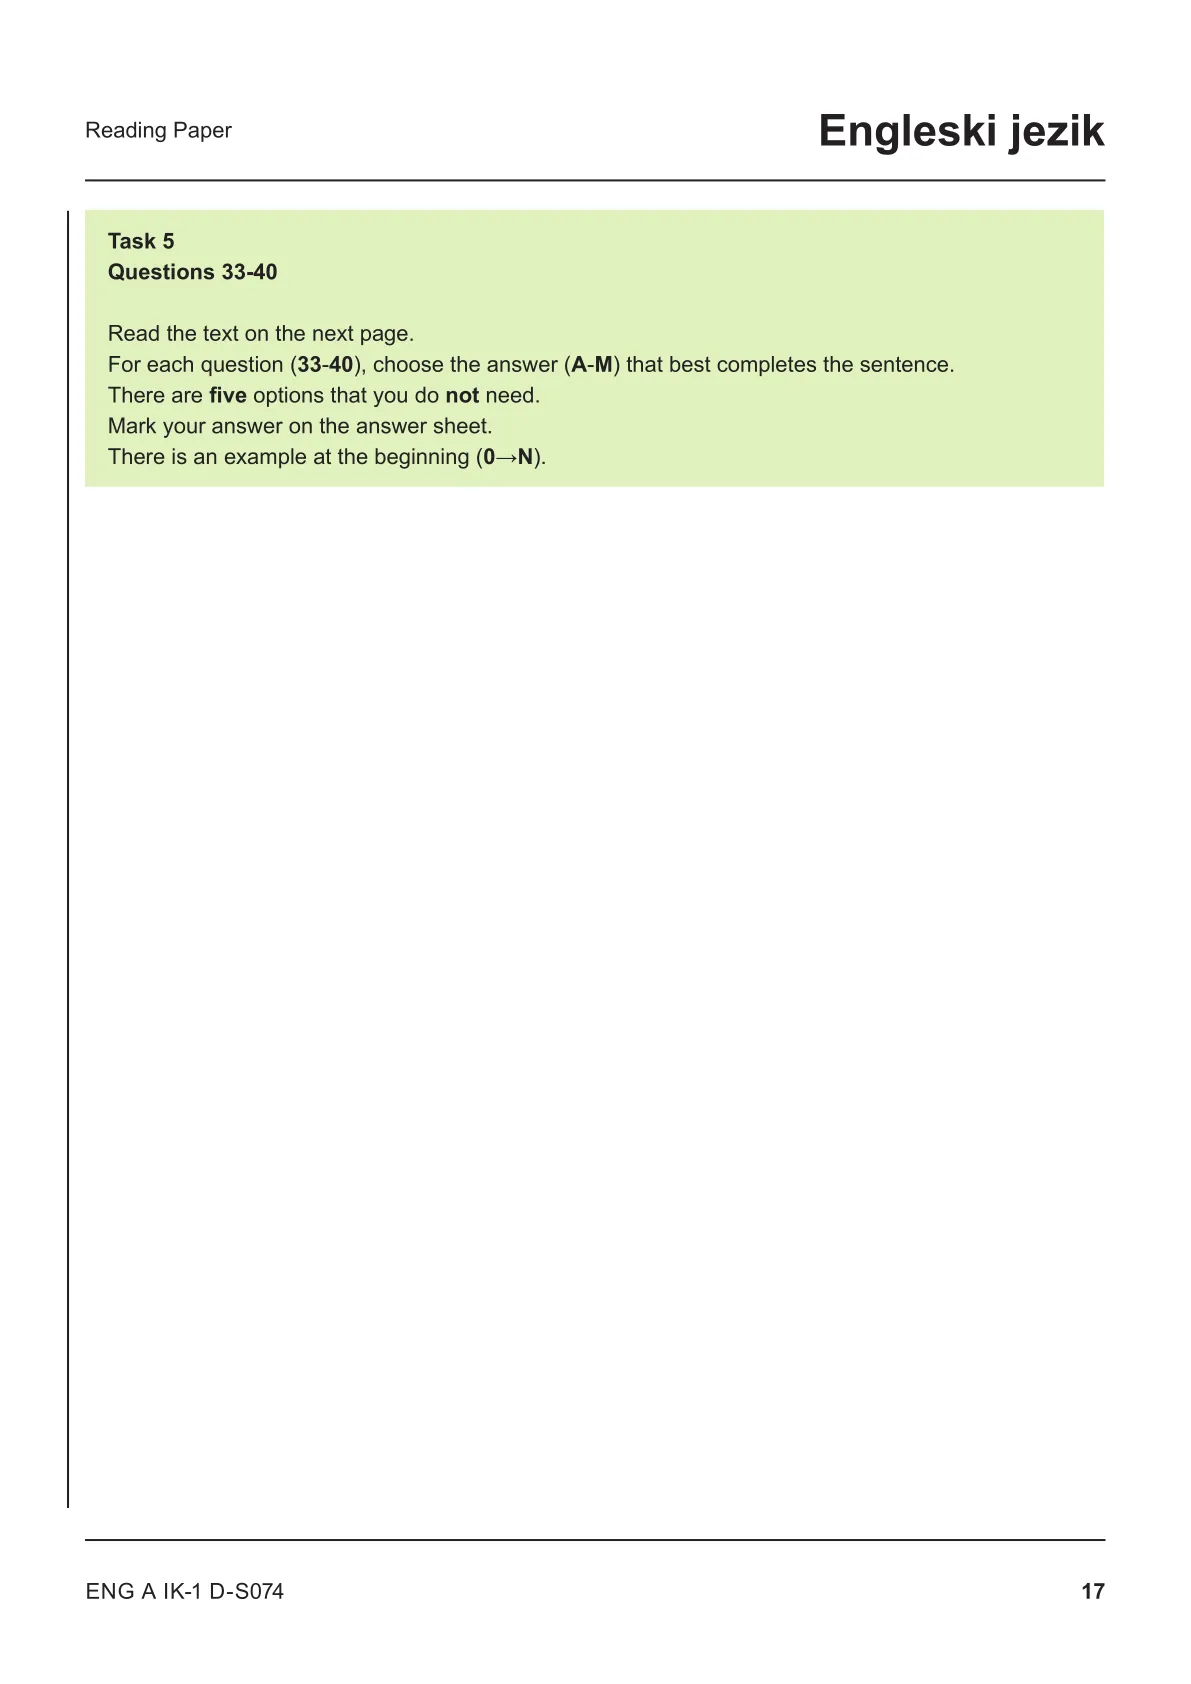 Reading Paper
Engleski jezik
Task 5
Questions 33-40
Read the text on the next page.
For each question (33-40), choose the answer (A-M) that best completes the sentence.
There are five options that you do not need.
Mark your answer on the answer sheet.
There is an example at the beginning (0→N).
ENG A IK-1 D-S074
17